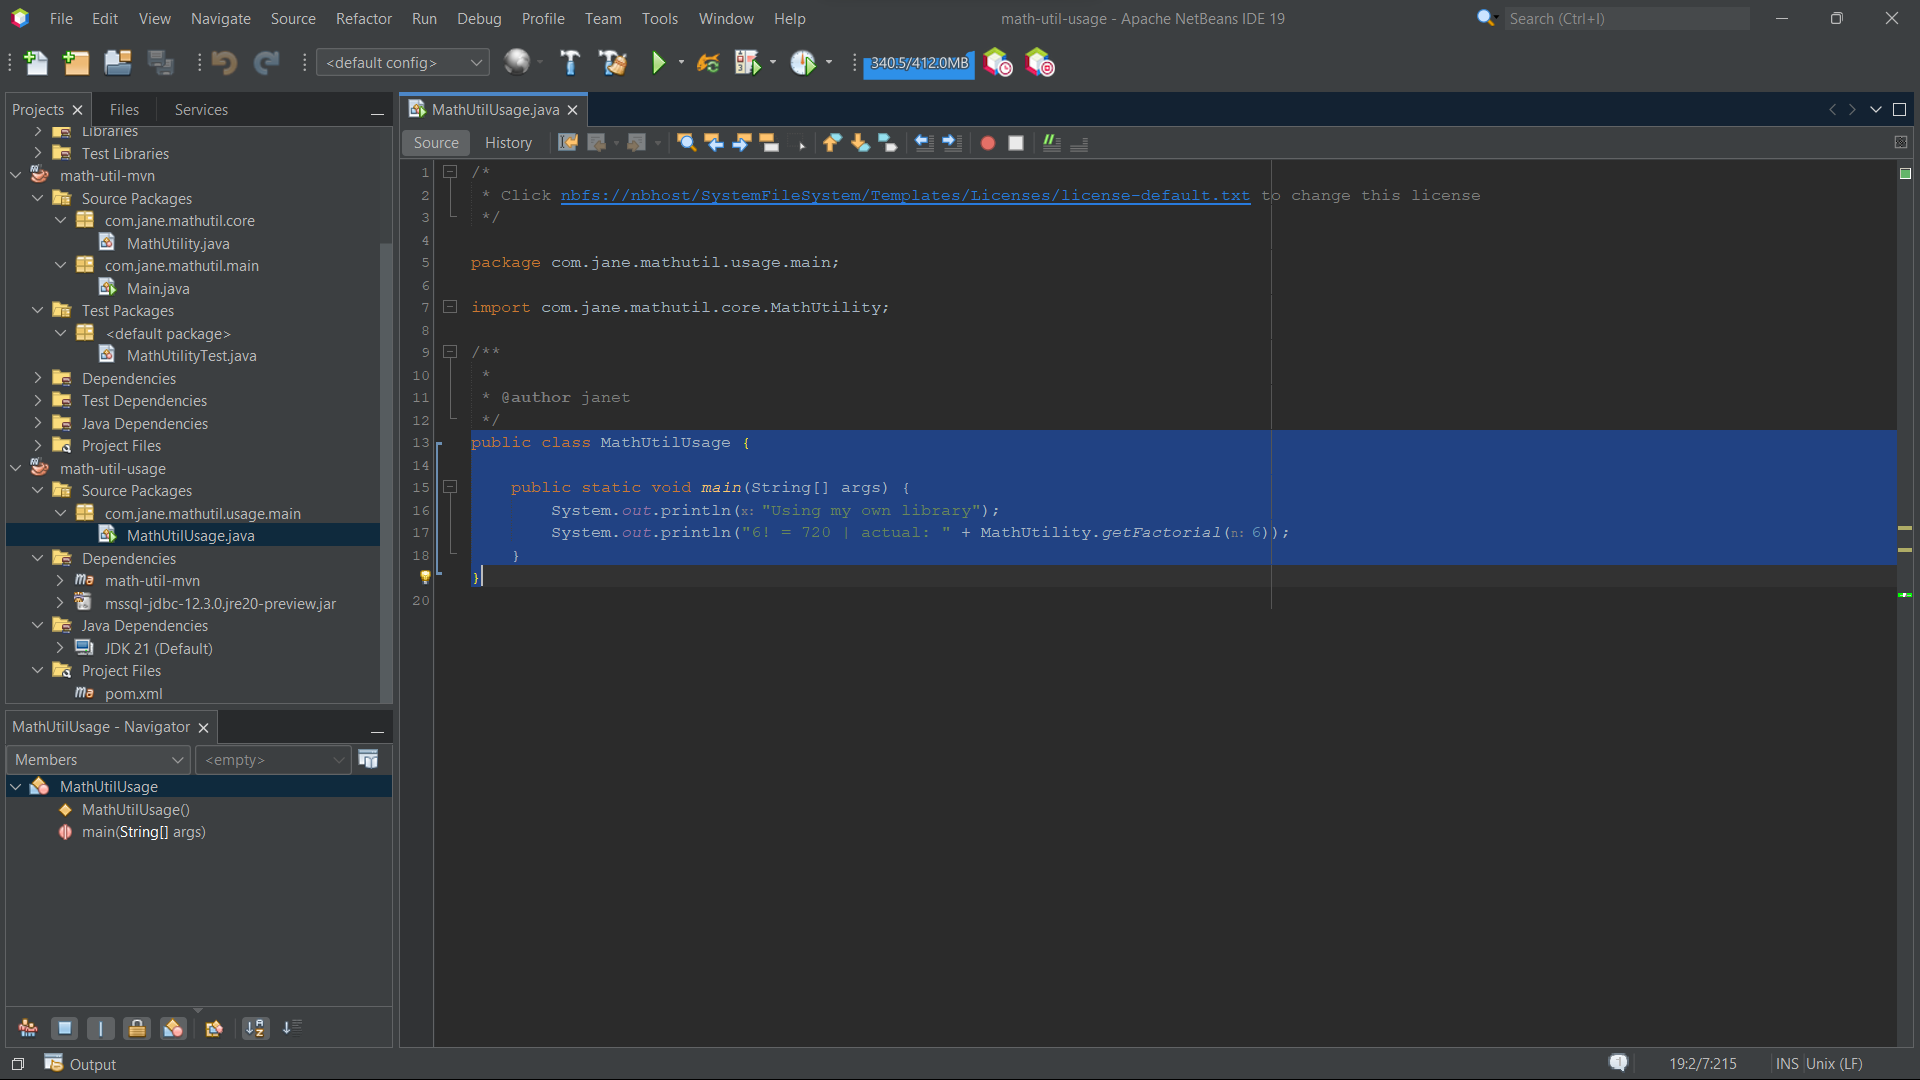 File Edit View Navigate Source Refactor Run Debug Profile Team Tools Window Help
math-util-usage - Apache NetBeans IDE 19
Search (Ctrl+I)
<default config>
340.5/412.0MB
Projects Files Services
Libraries
Test Libraries
math-util-mvn
Source Packages
com.jane.mathutil.core
MathUtility.java
com.jane.mathutil.main
Main.java
Test Packages
<default package>
MathUtilityTest.java
Dependencies
Test Dependencies
Java Dependencies
Project Files
math-util-usage
Source Packages
com.jane.mathutil.usage.main
MathUtilUsage.java
Dependencies
math-util-mvn
mssql-jdbc-12.3.0.jre20-preview.jar
Java Dependencies
JDK 21 (Default)
Project Files
pom.xml
MathUtilUsage - Navigator
Members <empty>
MathUtilUsage
MathUtilUsage()
main(String[] args)
MathUtilUsage.java
Source History
1 /*
2 * Click nbfs://nbhost/SystemFileSystem/Templates/Licenses/license-default.txt to change this license
3 */
4
5 package com.jane.mathutil.usage.main;
6
7 import com.jane.mathutil.core.MathUtility;
8
9 /**
10 *
11 * @author janet
12 */
13 public class MathUtilUsage {
14
15 public static void main(String[] args) {
16 System.out.println(x: "Using my own library");
17 System.out.println("6! = 720 | actual: " + MathUtility.getFactorial(n: 6));
18 }
}
20
Output
19:2/7:215 INS Unix (LF)